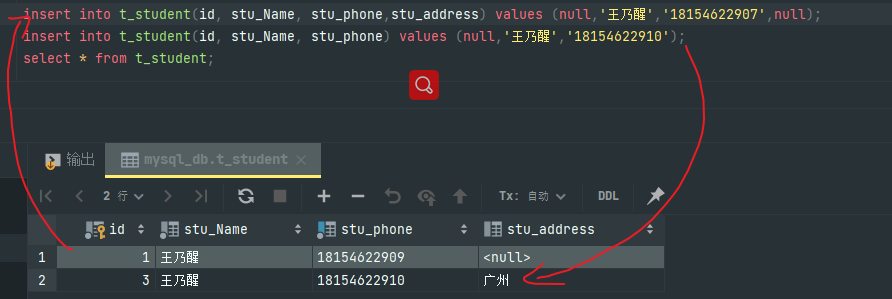 insert into t_student(id, stu_Name, stu_phone,stu_address) values (null,'王乃醒','18154622907',null);
insert into t_student(id, stu_Name, stu_phone) values (null,'王乃醒','18154622910');
select * from t_student;
输出 mysql_db.t_student
2 行 Tx: 自动 DDL
id stu_Name stu_phone stu_address
1 1 王乃醒 18154622909 <null>
2 3 王乃醒 18154622910 广州